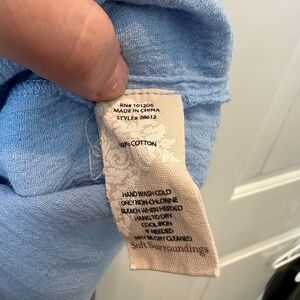 RN# 101206
MADE IN CHINA
STYLE# 28612
100% COTTON
HAND WASH COLD
ONLY NON-CHLORINE
BLEACH WHEN NEEDED
HANG TO DRY
COOL IRON
IF NEEDED
MAY BE DRY CLEANED
Soft Surroundings